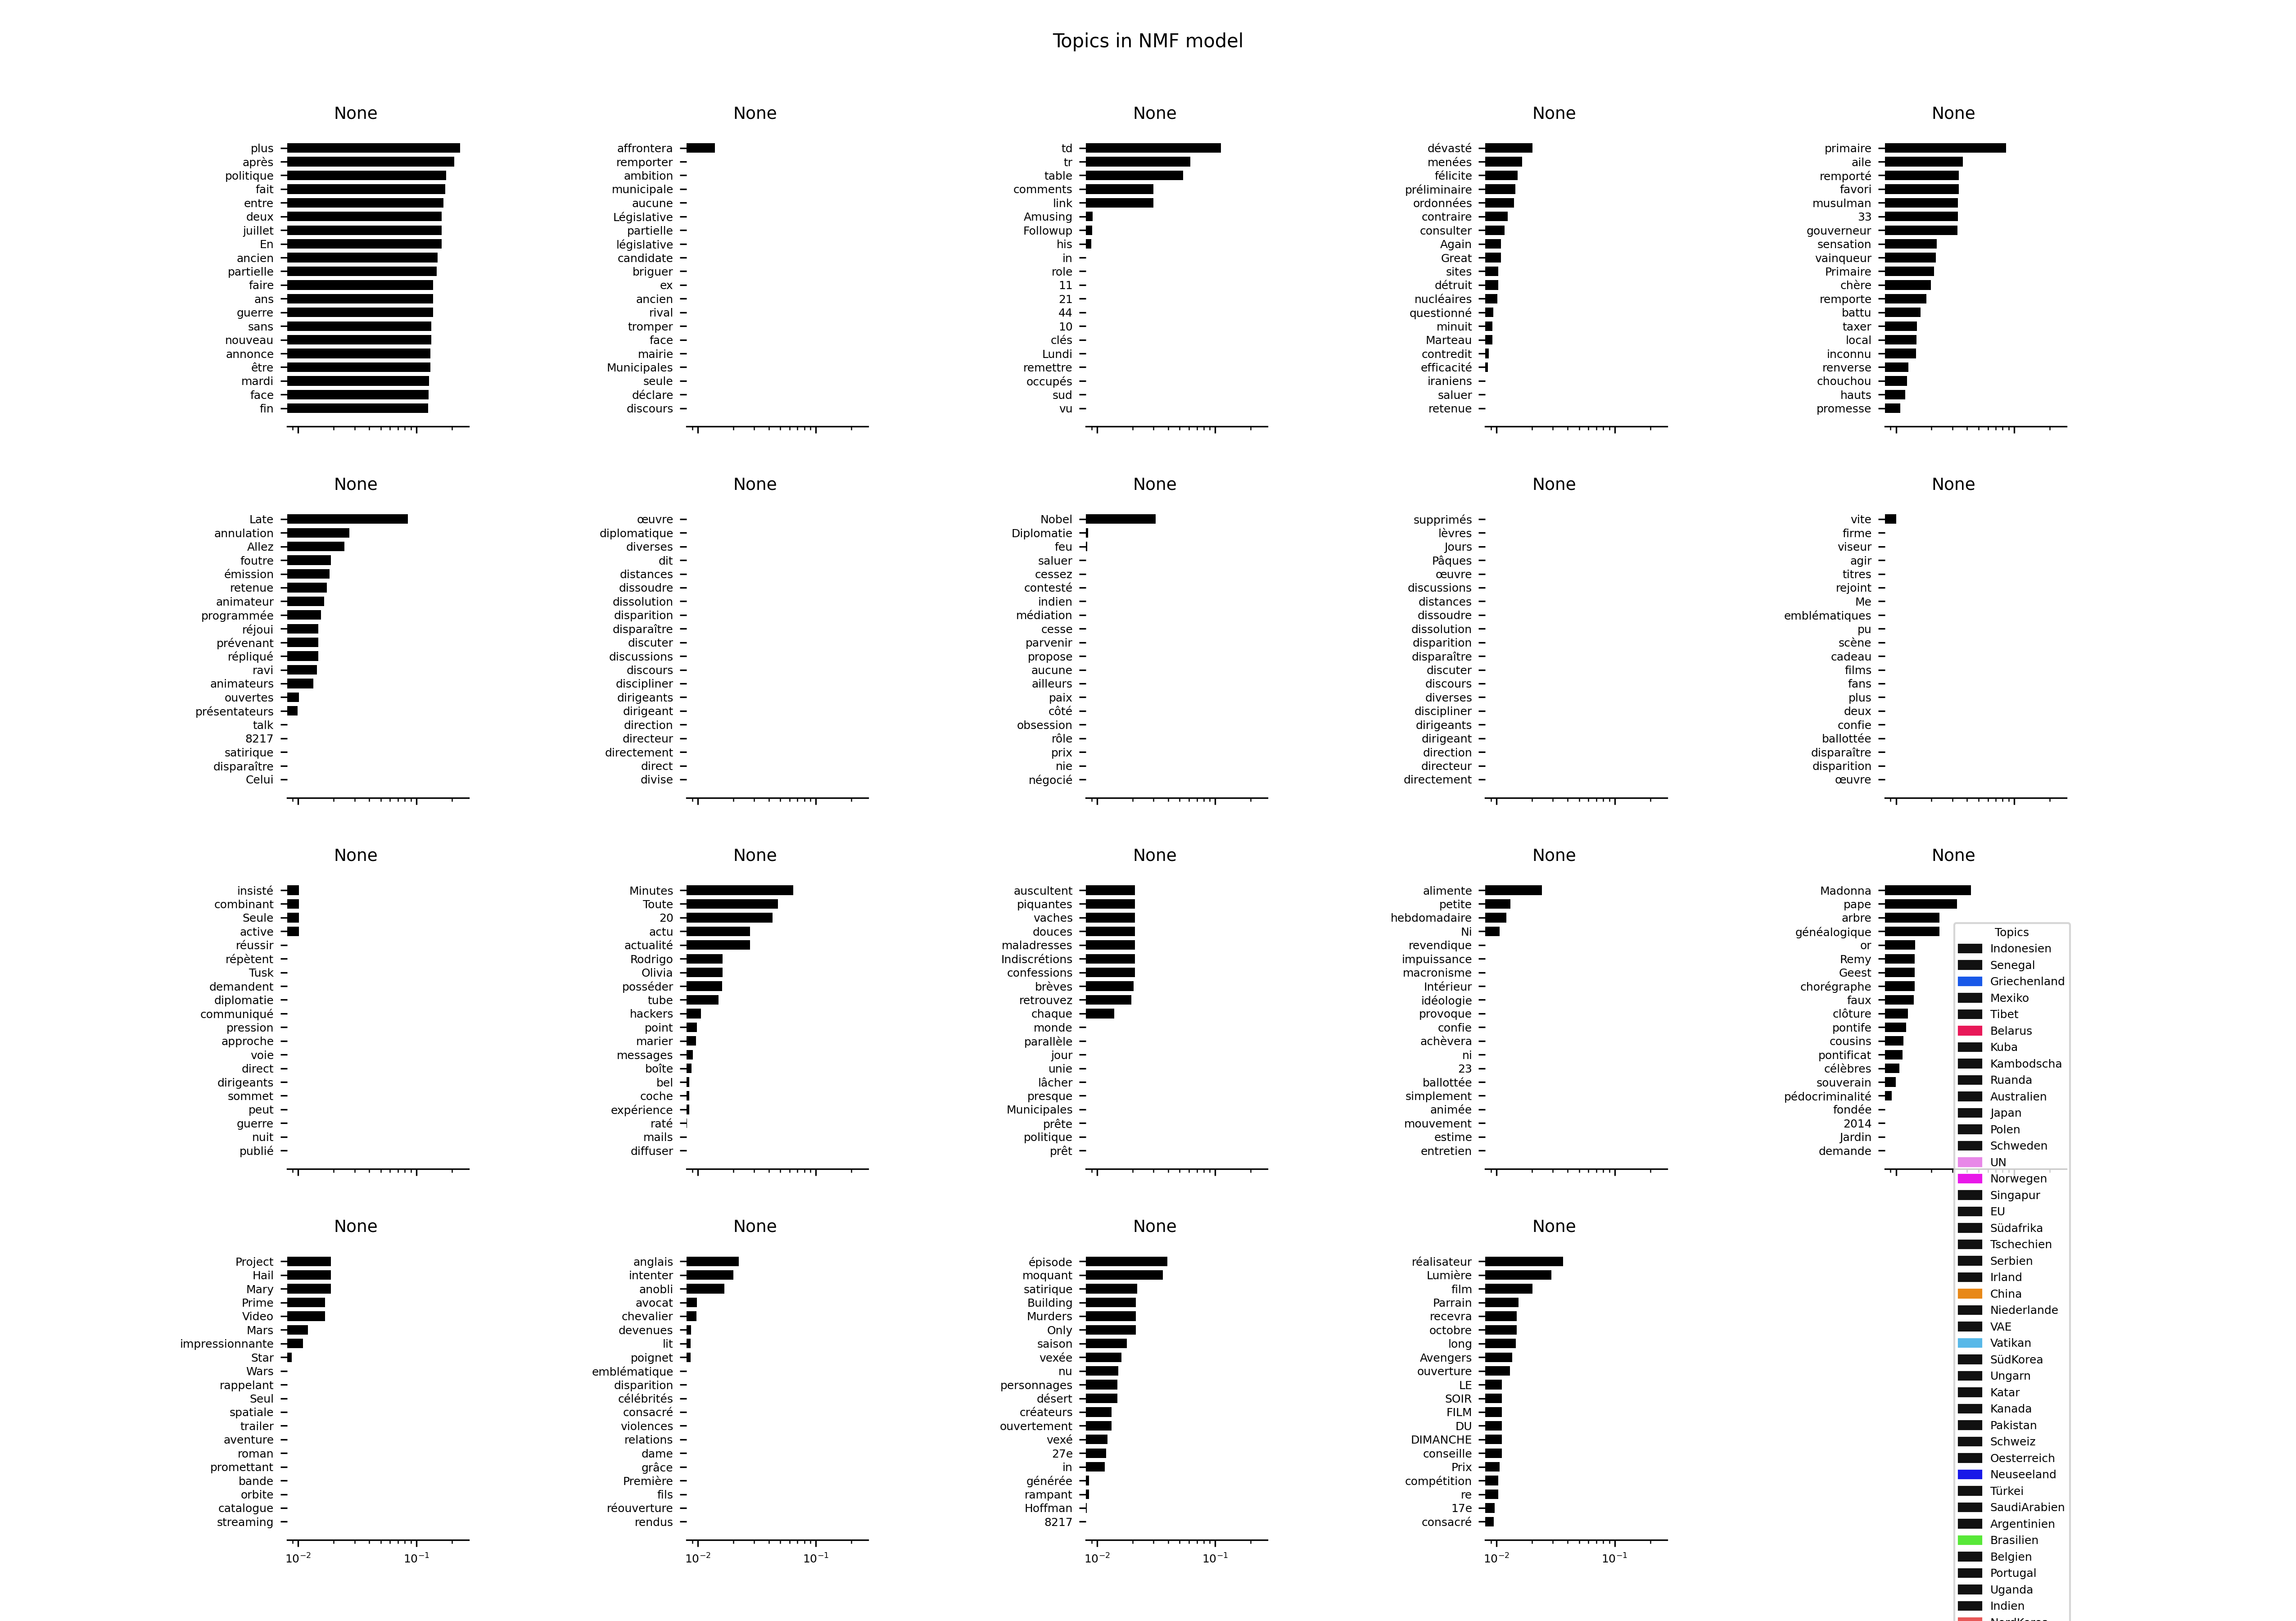 Topics in NMF model
None
plus
après
politique
fait
entre
deux
juillet
En
ancien
partielle
faire
ans
guerre
sans
nouveau
annonce
être
mardi
face
fin
None
affrontera
remporter
ambition
municipale
aucune
Législative
partielle
législative
candidate
briguer
ex
ancien
rival
tromper
face
mairie
Municipales
seule
déclare
discours
None
td
tr
table
comments
link
Amusing
Followup
his
in
role
11
21
44
10
clés
Lundi
remettre
occupés
sud
vu
None
dévasté
menées
félicite
préliminaire
ordonnées
contraire
consulter
Again
Great
sites
détruit
nucléaires
questionné
minuit
Marteau
contredit
efficacité
iraniens
saluer
retenue
None
primaire
aile
remporté
favori
musulman
33
gouverneur
sensation
vainqueur
Primaire
chère
remporte
battu
taxer
local
inconnu
renverse
chouchou
hauts
promesse
None
Late
annulation
Allez
foutre
émission
retenue
animateur
programmée
réjoui
prévenant
répliqué
ravi
animateurs
ouvertes
présentateurs
talk
8217
satirique
disparaître
Celui
None
œuvre
diplomatique
diverses
dit
distances
dissoudre
dissolution
disparition
disparaître
discuter
discussions
discours
discipliner
dirigeants
dirigeant
direction
directeur
directement
direct
divise
None
Nobel
Diplomatie
feu
saluer
cessez
contesté
indien
médiation
cesse
parvenir
propose
aucune
ailleurs
paix
côté
obsession
rôle
prix
nie
négocié
None
supprimés
lèvres
Jours
Pâques
œuvre
discussions
distances
dissoudre
dissolution
disparition
disparaître
discuter
discours
diverses
discipliner
dirigeants
dirigeant
direction
directeur
directement
None
vite
firme
viseur
agir
titres
rejoint
Me
emblématiques
pu
scène
cadeau
films
fans
plus
deux
confie
ballottée
disparaître
disparition
œuvre
None
insisté
combinant
Seule
active
réussir
répètent
Tusk
demandent
diplomatie
communiqué
pression
approche
voie
direct
dirigeants
sommet
peut
guerre
nuit
publié
None
Minutes
Toute
20
actu
actualité
Rodrigo
Olivia
posséder
tube
hackers
point
marier
messages
boîte
bel
coche
expérience
raté
mails
diffuser
None
auscultent
piquantes
vaches
douces
maladresses
Indiscrétions
confessions
brèves
retrouvez
chaque
monde
parallèle
jour
unie
lâcher
presque
Municipales
prête
politique
prêt
None
alimente
petite
hebdomadaire
Ni
revendique
impuissance
macronisme
Intérieur
idéologie
provoque
confie
achèvera
ni
23
ballottée
simplement
animée
mouvement
estime
entretien
None
Madonna
pape
arbre
généalogique
or
Remy
Geest
chorégraphe
faux
clôture
pontife
cousins
pontificat
célèbres
souverain
pédocriminalité
fondée
2014
Jardin
demande
None
Project
Hail
Mary
Prime
Video
Mars
impressionnante
Star
Wars
rappelant
Seul
spatiale
trailer
aventure
roman
promettant
bande
orbite
catalogue
streaming
10⁻² 10⁻¹
None
anglais
intenter
anobli
avocat
chevalier
devenues
lit
poignet
emblématique
disparition
célébrités
consacré
violences
relations
dame
grâce
Première
fils
réouverture
rendus
10⁻² 10⁻¹
None
épisode
moquant
satirique
Building
Murders
Only
saison
vexée
nu
personnages
désert
créateurs
ouvertement
vexé
27e
in
générée
rampant
Hoffman
8217
10⁻² 10⁻¹
None
réalisateur
Lumière
film
Parrain
recevra
octobre
long
Avengers
ouverture
LE
SOIR
FILM
DU
DIMANCHE
conseille
Prix
compétition
re
17e
consacré
10⁻² 10⁻¹
Topics
Indonesien
Senegal
Griechenland
Mexiko
Tibet
Belarus
Kuba
Kambodscha
Ruanda
Australien
Japan
Polen
Schweden
UN
Norwegen
Singapur
EU
Südafrika
Tschechien
Serbien
Irland
China
Niederlande
VAE
Vatikan
SüdKorea
Ungarn
Katar
Kanada
Pakistan
Schweiz
Oesterreich
Neuseeland
Türkei
SaudiArabien
Argentinien
Brasilien
Belgien
Portugal
Uganda
Indien